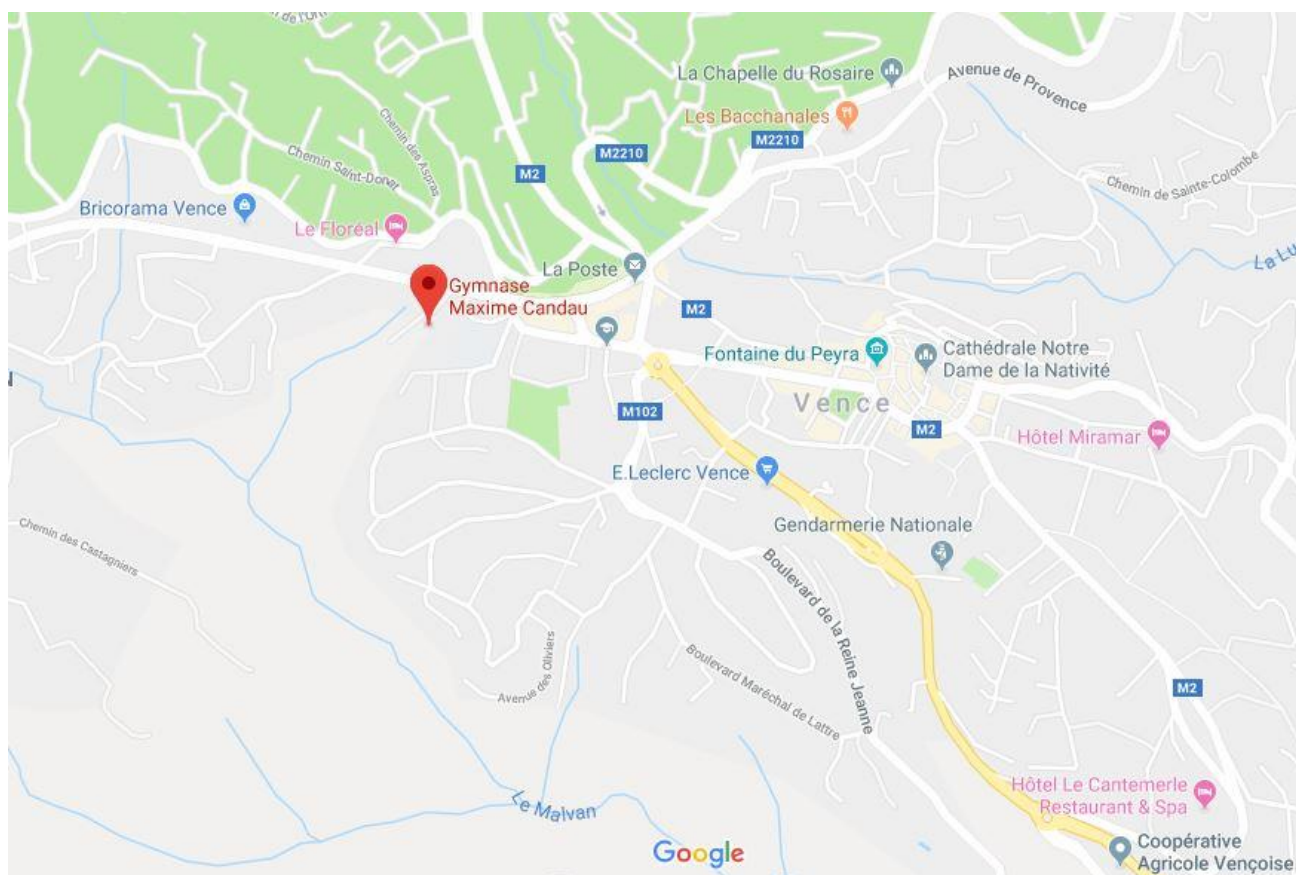 La Chapelle du Rosaire
Avenue de Provence
Les Bacchanales
M2210
M2210
Chemin des Aspras
Chemin Saint-Donat
M2
Chemin de Sainte-Colombe
Bricorama Vence
Le Floréal
La Lu
La Poste
Gymnase
Maxime Candau
M2
Fontaine du Peyra
Cathédrale Notre
Dame de la Nativité
Vence
M102
M2
Hôtel Miramar
E.Leclerc Vence
Gendarmerie Nationale
Chemin des Castagniers
Boulevard de la Reine Jeanne
Avenue des Oliviers
Boulevard Maréchal de Lattre
M2
Hôtel Le Cantemerle
Restaurant & Spa
Le Malvan
Google
Coopérative
Agricole Vençoise